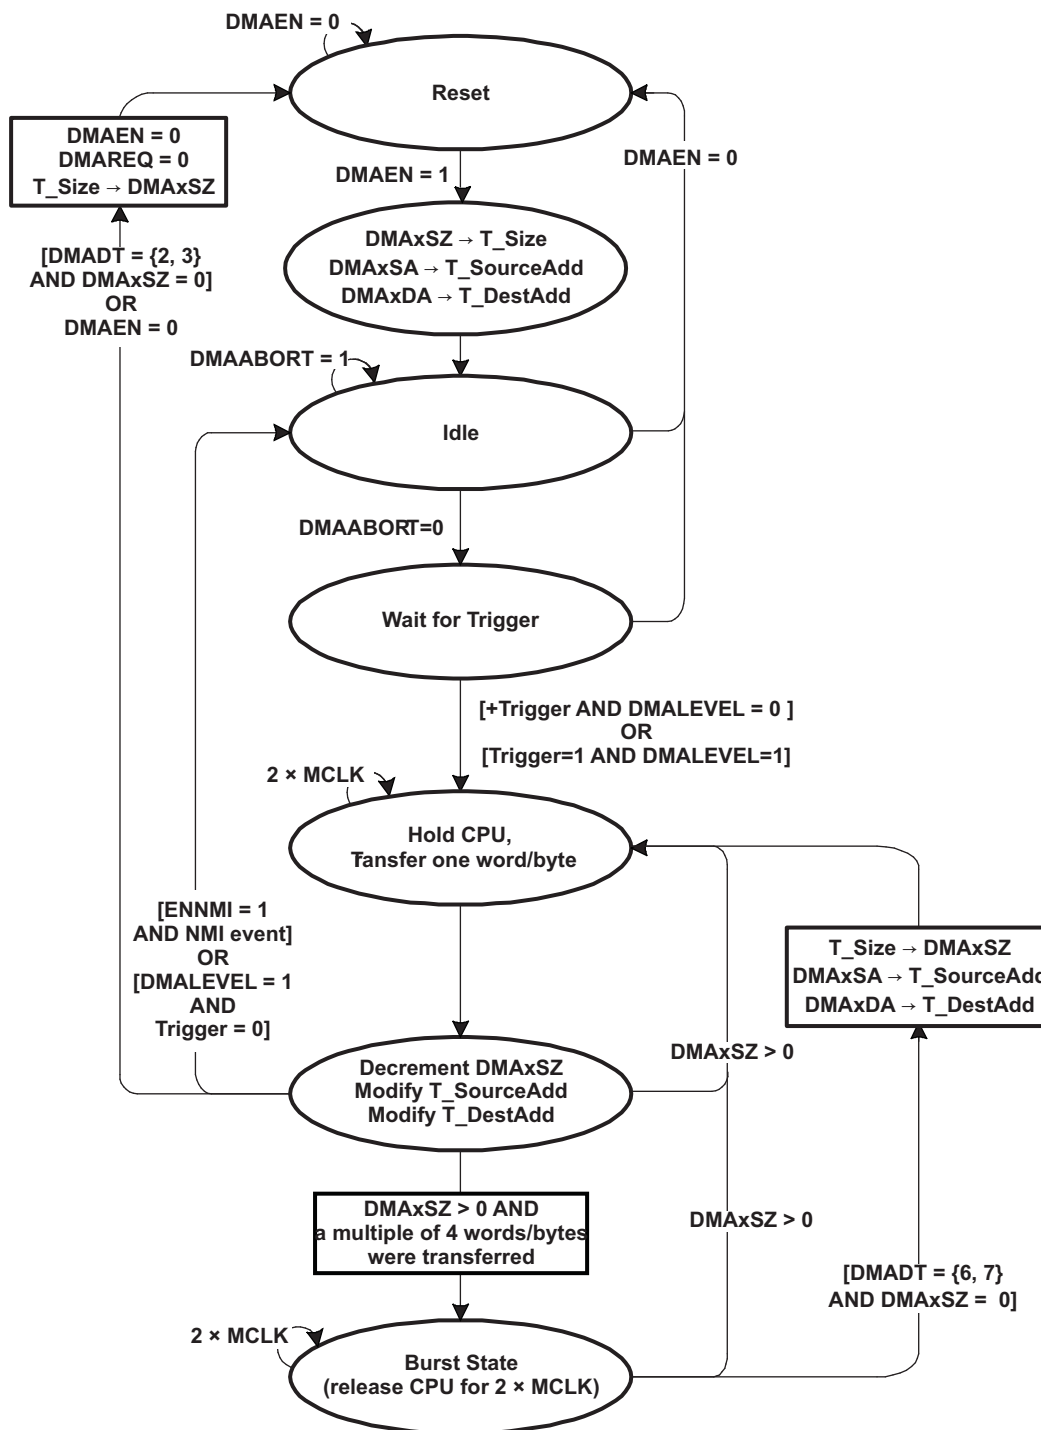 DMAEN = 0
Reset
DMAEN = 0
DMAREQ = 0
T_Size → DMAxSZ
DMAEN = 0
DMAEN = 1
DMAxSZ → T_Size
DMAxSA → T_SourceAdd
DMAxDA → T_DestAdd
[DMADT = {2, 3}
AND DMAxSZ = 0]
OR
DMAEN = 0
DMAABORT = 1
Idle
DMAABORT=0
Wait for Trigger
[+Trigger AND DMALEVEL = 0 ]
OR
[Trigger=1 AND DMALEVEL=1]
2 × MCLK
Hold CPU,
Tansfer one word/byte
[ENNMI = 1
AND NMI event]
OR
[DMALEVEL = 1
AND
Trigger = 0]
T_Size → DMAxSZ
DMAxSA → T_SourceAdd
DMAxDA → T_DestAdd
DMAxSZ > 0
Decrement DMAxSZ
Modify T_SourceAdd
Modify T_DestAdd
DMAxSZ > 0 AND
a multiple of 4 words/bytes
were transferred
DMAxSZ > 0
[DMADT = {6, 7}
AND DMAxSZ = 0]
2 × MCLK
Burst State
(release CPU for 2 × MCLK)